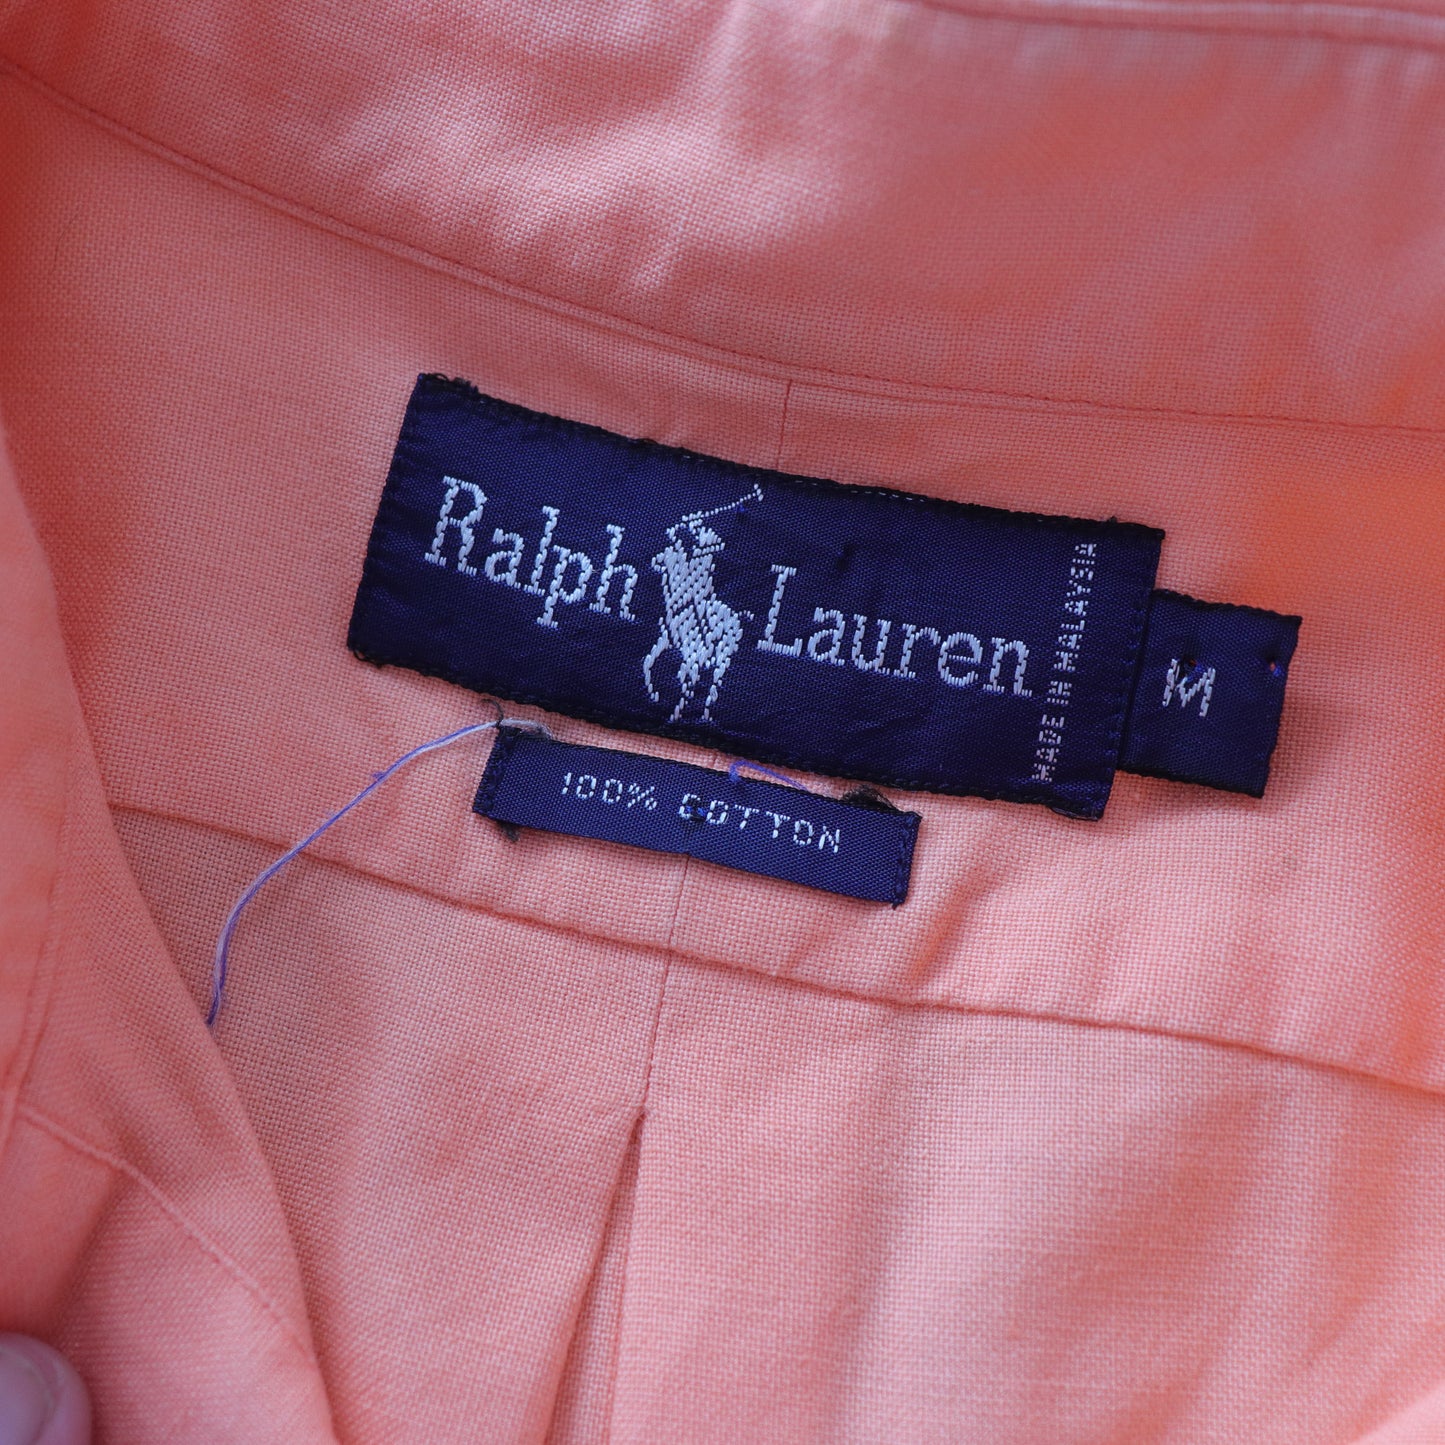 Ralph Lauren
MADE IN MALAYSIA
M
100% COTTON